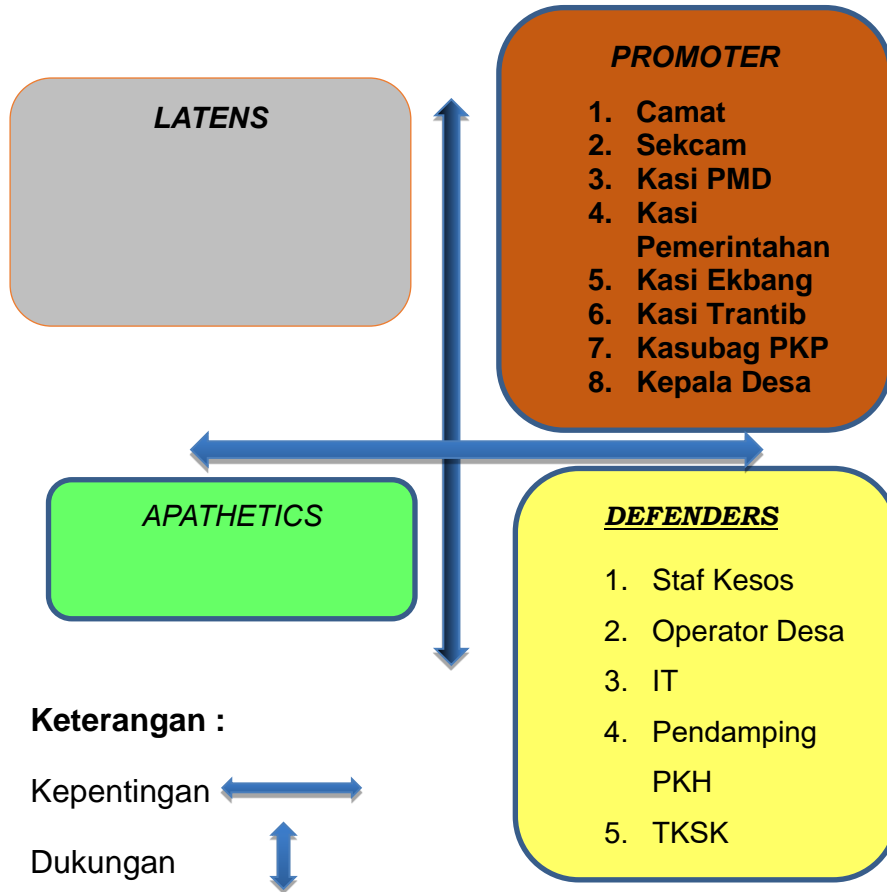 LATENS
PROMOTER
1. Camat
2. Sekcam
3. Kasi PMD
4. Kasi
Pemerintahan
5. Kasi Ekbang
6. Kasi Trantib
7. Kasubag PKP
8. Kepala Desa
APATHETICS
DEFENDERS
1. Staf Kesos
2. Operator Desa
3. IT
4. Pendamping
PKH
5. TKSK
Keterangan :
Kepentingan
Dukungan